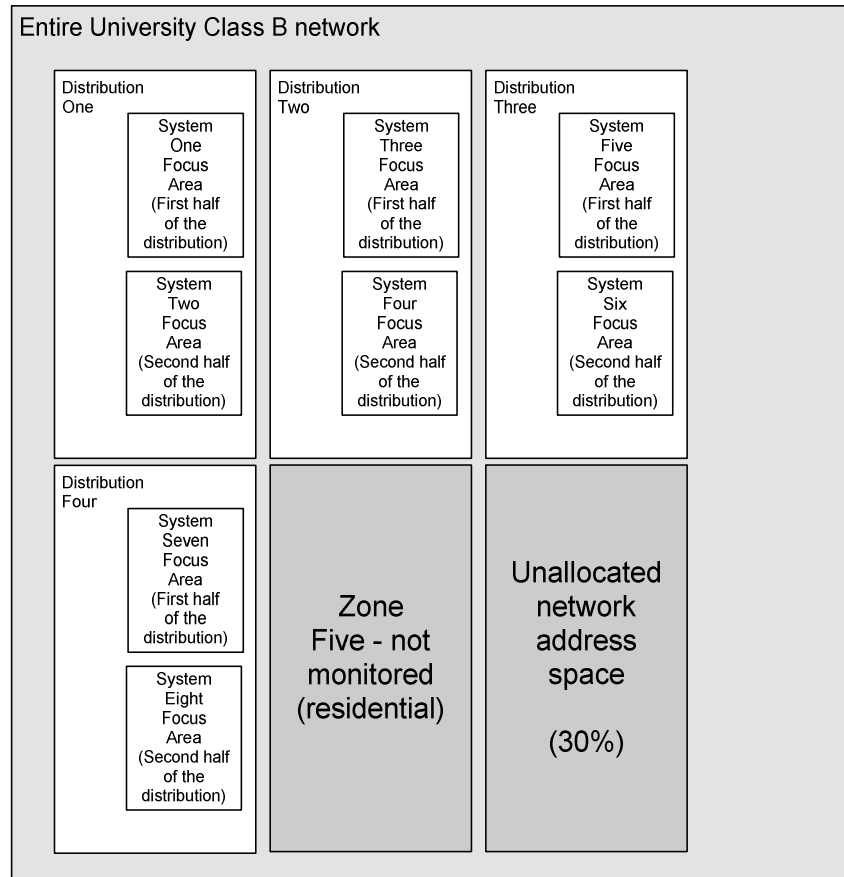 Entire University Class B network
Distribution
One
System
One
Focus
Area
(First half
of the
distribution)
System
Two
Focus
Area
(Second half
of the
distribution)
Distribution
Two
System
Three
Focus
Area
(First half
of the
distribution)
System
Four
Focus
Area
(Second half
of the
distribution)
Distribution
Three
System
Five
Focus
Area
(First half
of the
distribution)
System
Six
Focus
Area
(Second half
of the
distribution)
Distribution
Four
System
Seven
Focus
Area
(First half
of the
distribution)
System
Eight
Focus
Area
(Second half
of the
distribution)
Zone
Five - not
monitored
(residential)
Unallocated
network
address
space
(30%)